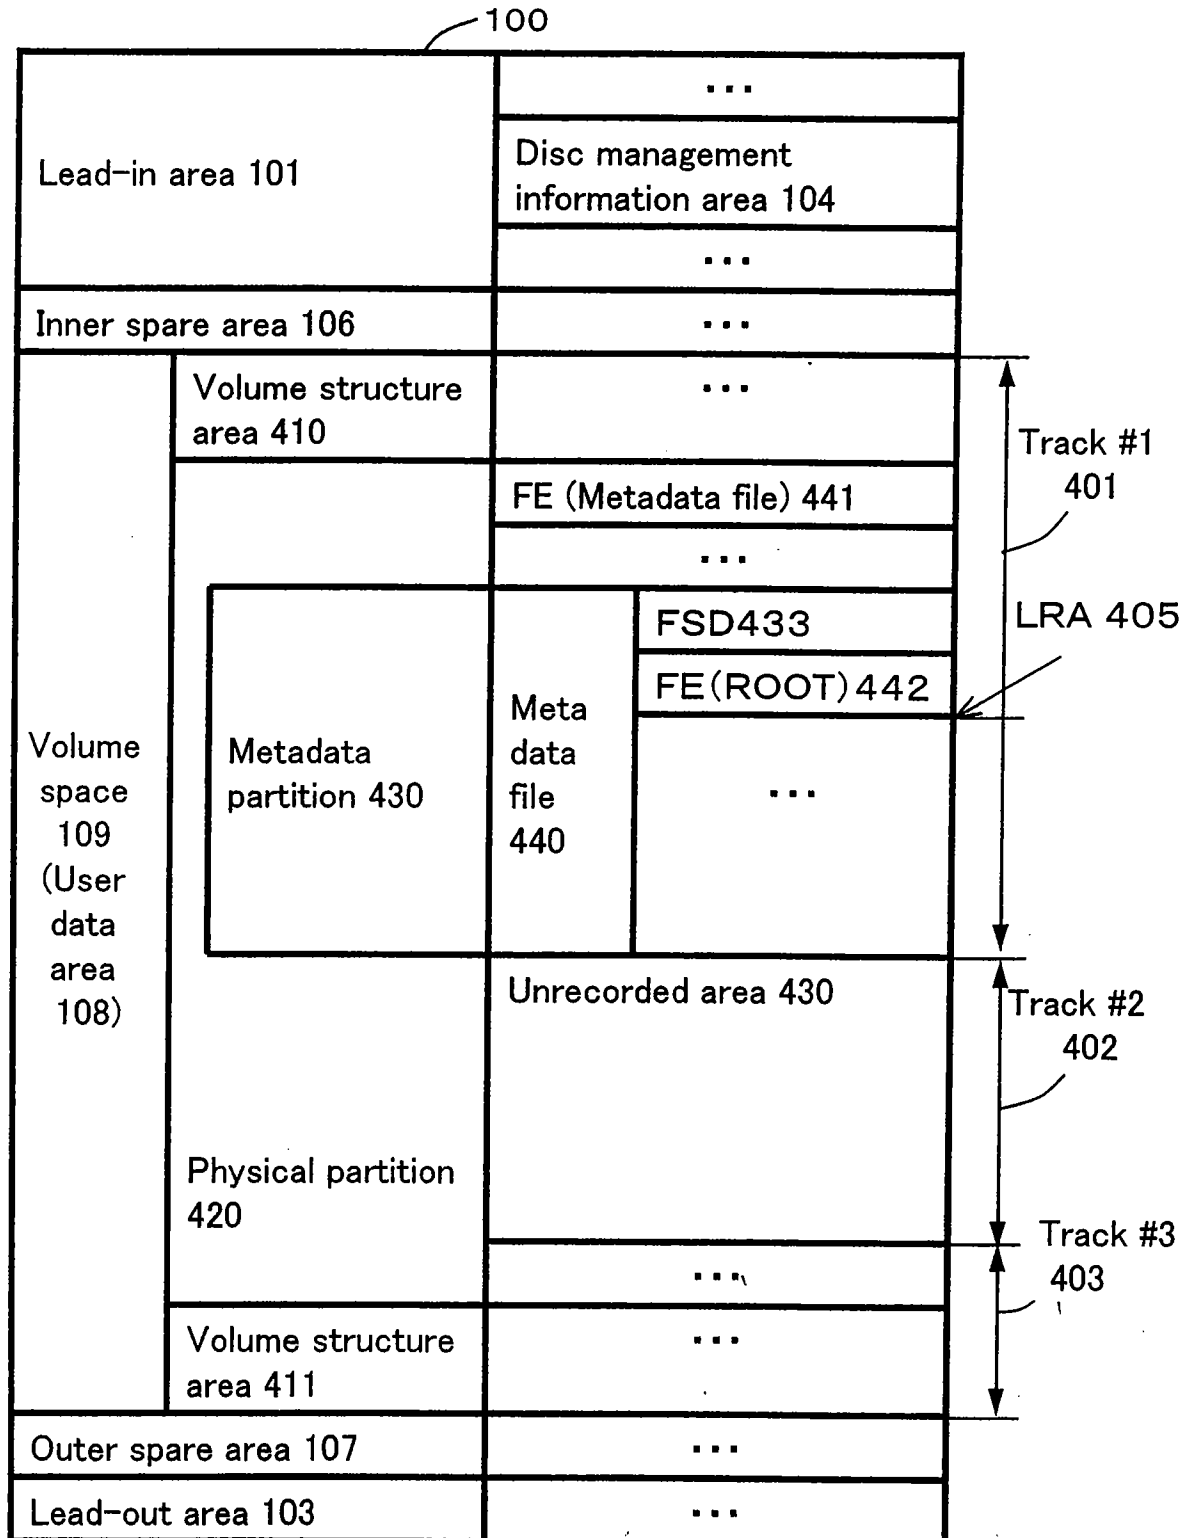 100
...
Lead-in area 101
Disc management
information area 104
...
Inner spare area 106
...
Volume structure
area 410
...
Track #1
401
FE (Metadata file) 441
...
FSD433
LRA 405
FE(ROOT)442
Meta
data
file
440
Metadata
partition 430
...
Volume
space
109
(User
data
area
108)
Unrecorded area 430
Track #2
402
Physical partition
420
Track #3
403
...
Volume structure
area 411
...
Outer spare area 107
...
Lead-out area 103
...